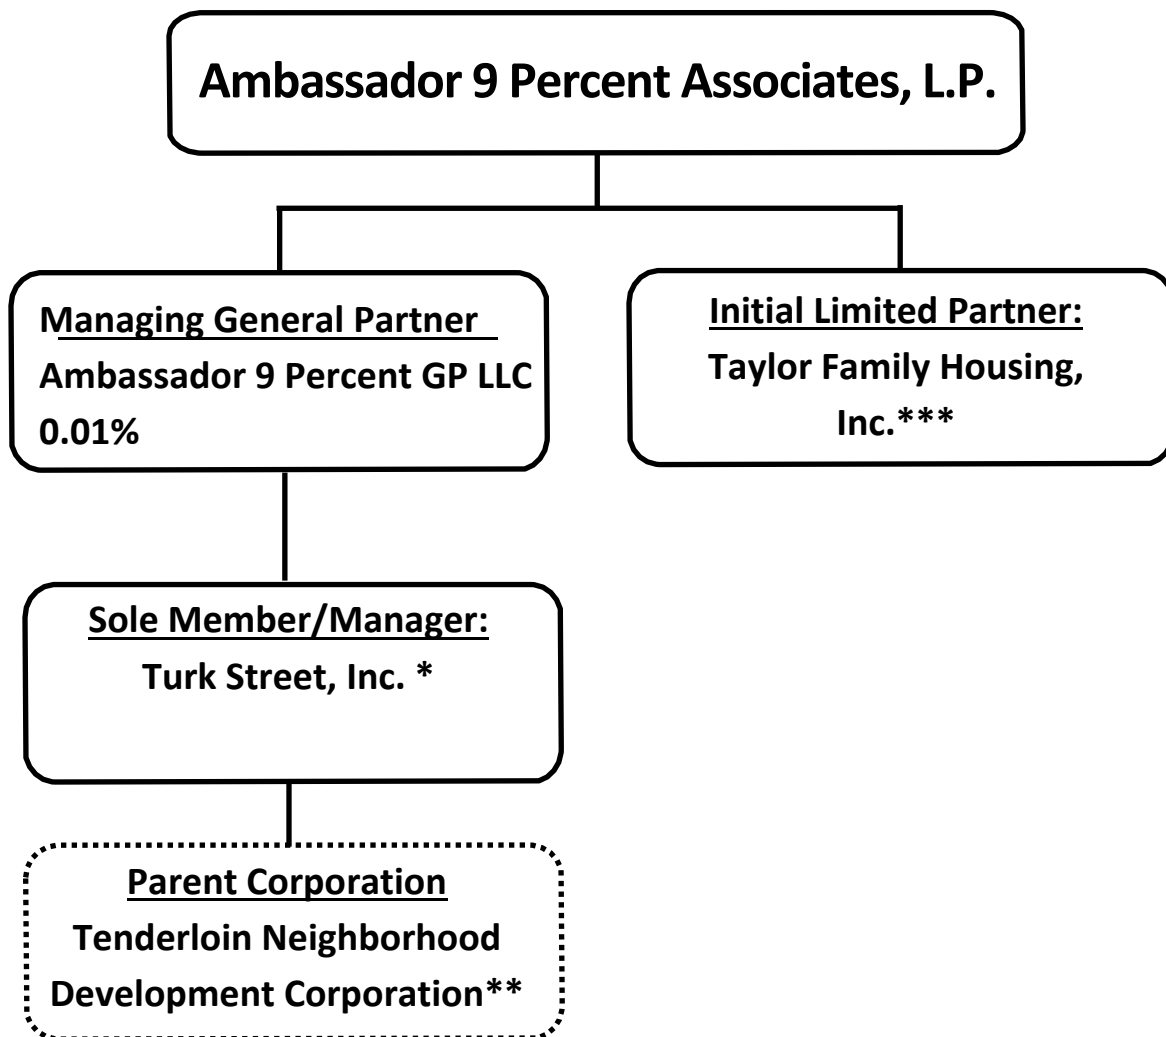 Ambassador 9 Percent Associates, L.P.
Managing General Partner
Ambassador 9 Percent GP LLC
0.01%
Initial Limited Partner:
Taylor Family Housing,
Inc.***
Sole Member/Manager:
Turk Street, Inc. *
Parent Corporation
Tenderloin Neighborhood
Development Corporation**